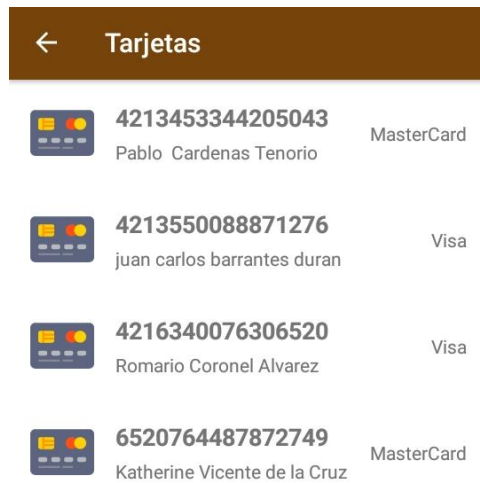 Tarjetas
4213453344205043
Pablo Cardenas Tenorio
MasterCard
4213550088871276
juan carlos barrantes duran
Visa
4216340076306520
Romario Coronel Alvarez
Visa
6520764487872749
Katherine Vicente de la Cruz
MasterCard